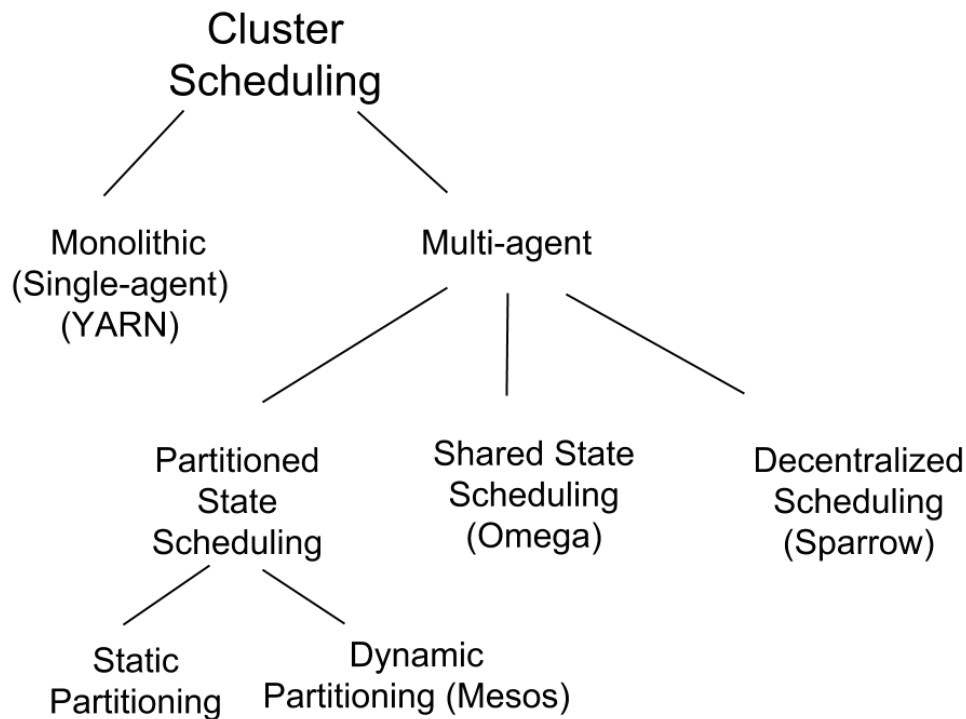 Cluster
Scheduling
Monolithic
(Single-agent)
(YARN)
Multi-agent
Partitioned
State
Scheduling
Shared State
Scheduling
(Omega)
Decentralized
Scheduling
(Sparrow)
Static
Partitioning
Dynamic
Partitioning (Mesos)